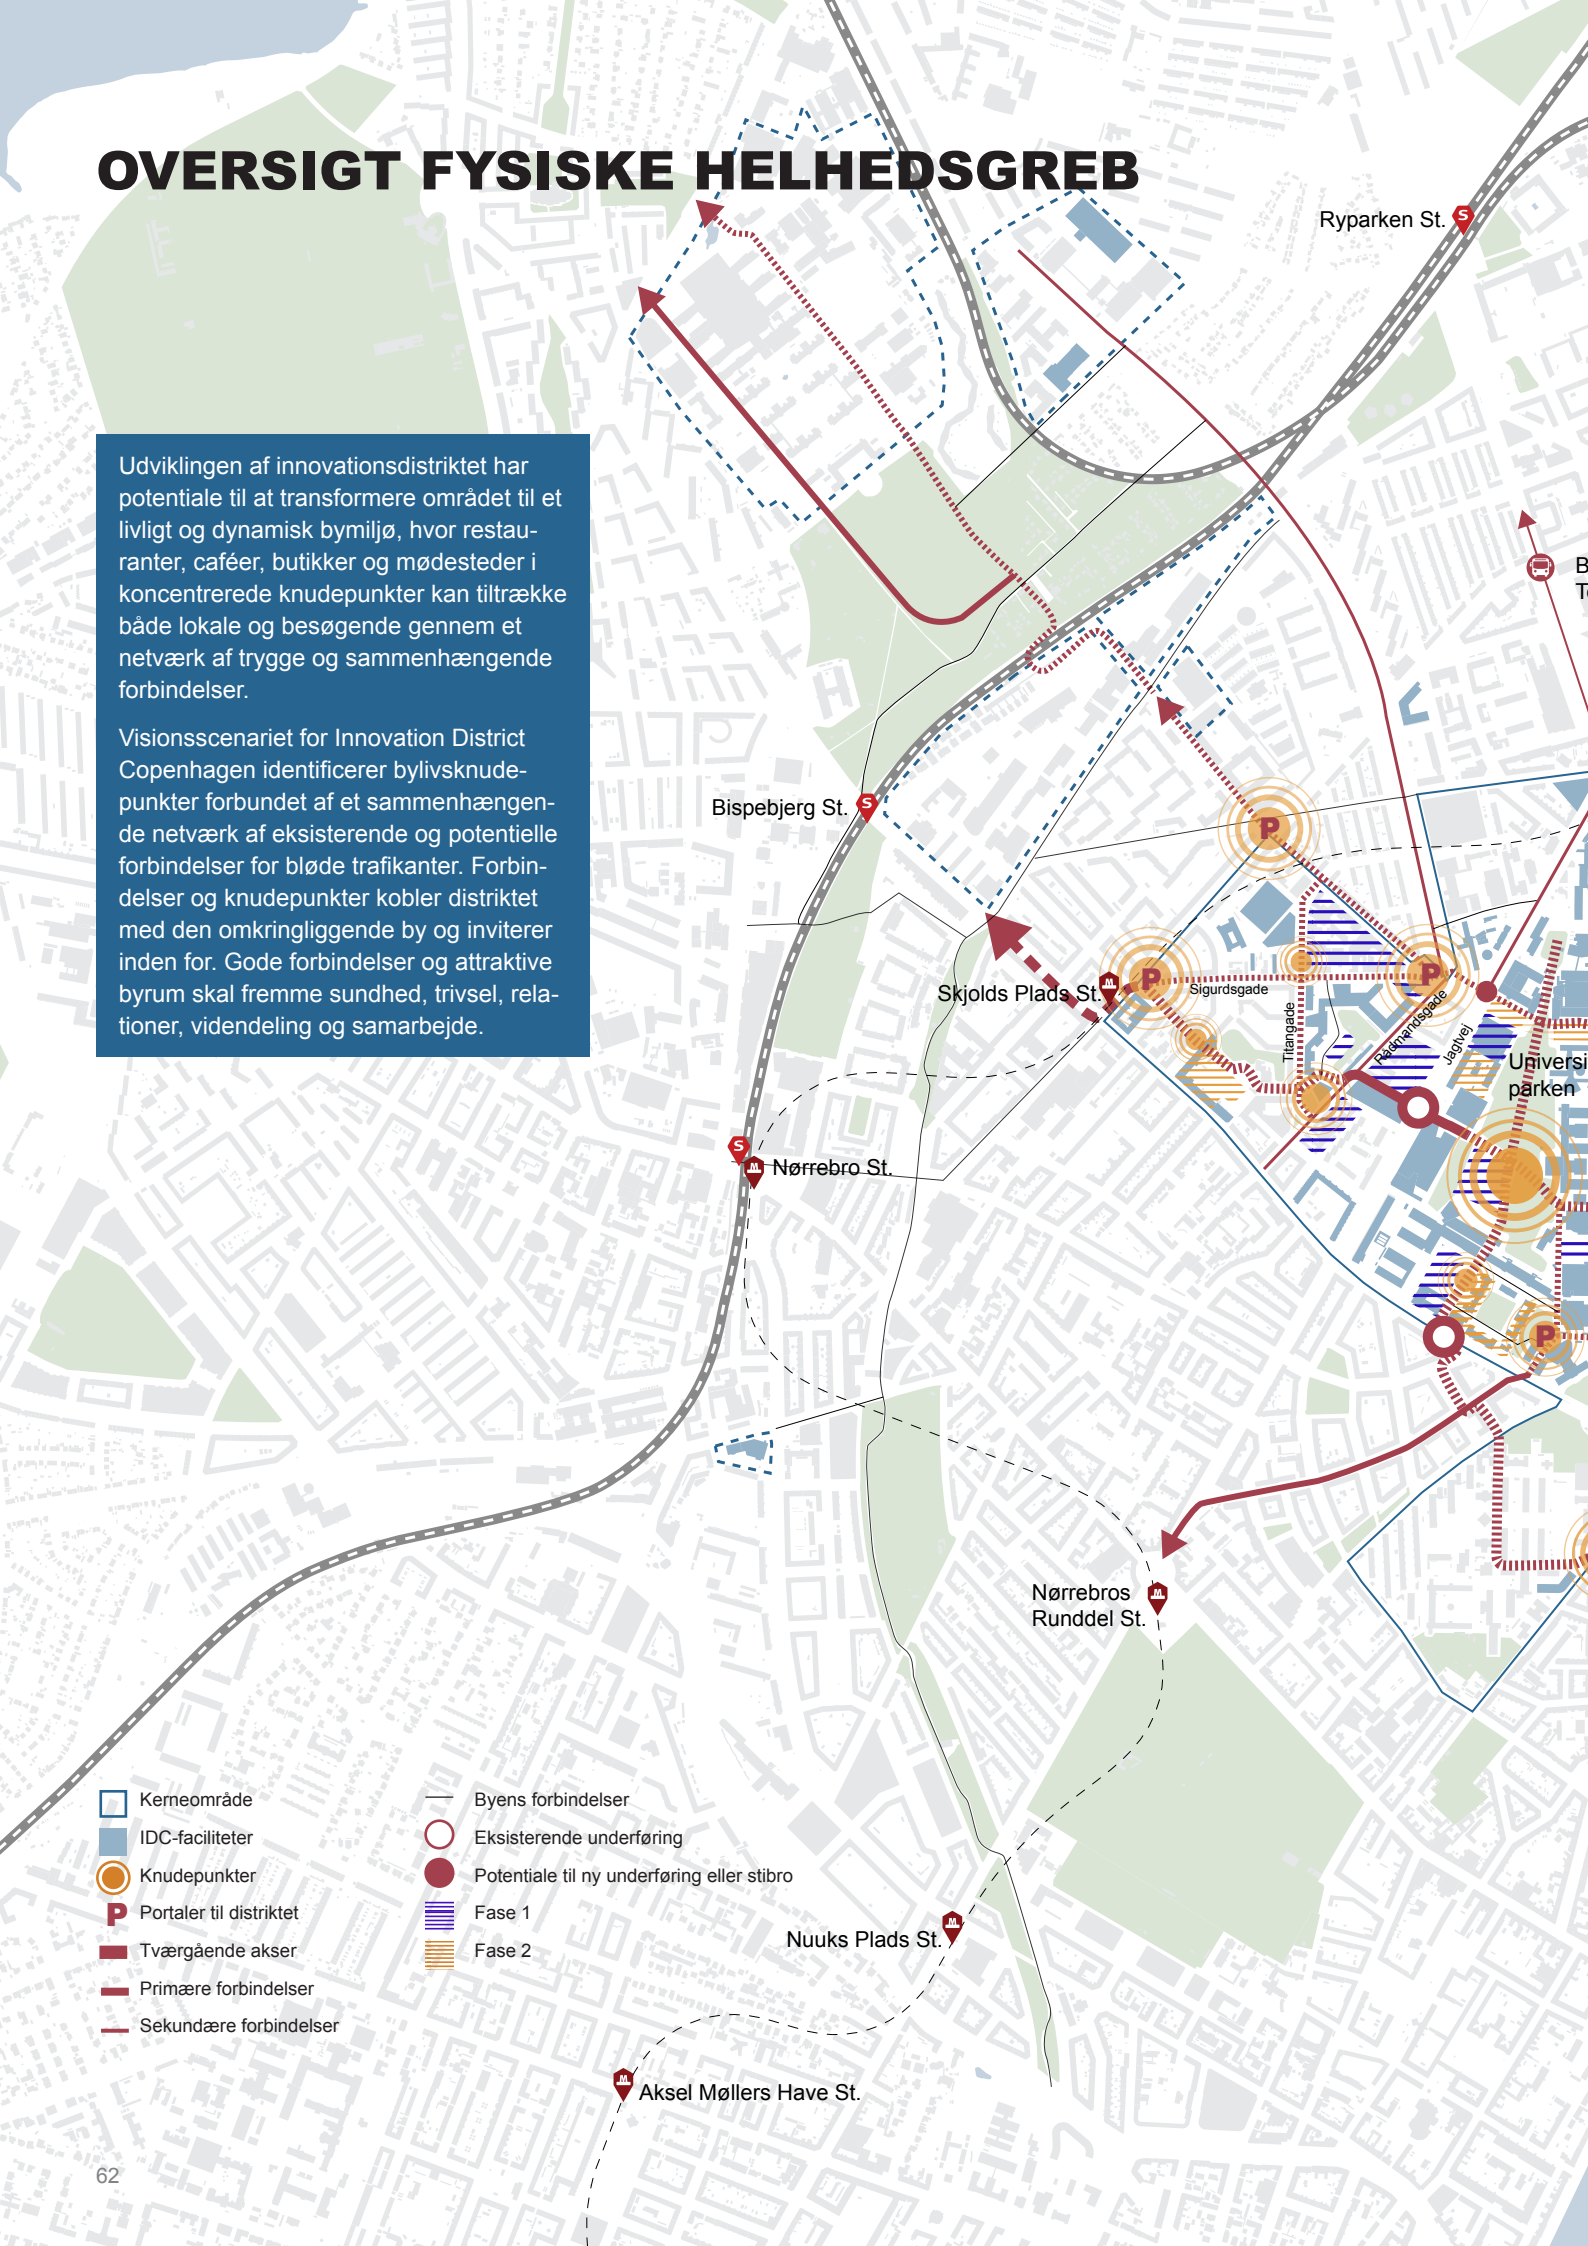 OVERSIGT FYSISKE HELHEDSGREB
Ryparken St.
S
Udviklingen af innovationsdistriktet har
potentiale til at transformere området til et
livligt og dynamisk bymiljø, hvor restau-
ranter, caféer, butikker og mødesteder i
koncentrerede knudepunkter kan tiltrække
både lokale og besøgende gennem et
netværk af trygge og sammenhængende
forbindelser.
Visionsscenariet for Innovation District
Copenhagen identificerer bylivsknude-
punkter forbundet af et sammenhængen-
de netværk af eksisterende og potentielle
forbindelser for bløde trafikanter. Forbin-
delser og knudepunkter kobler distriktet
med den omkringliggende by og inviterer
inden for. Gode forbindelser og attraktive
byrum skal fremme sundhed, trivsel, rela-
tioner, videndeling og samarbejde.
B
T
Bispebjerg St.
S
P
Skjolds Plads St.
M
P
Sigurdsgade
P
Titangade
Rådmandsgade
Jagtvej
Universi
parken
S
M
Nørrebro St.
P
Nørrebros
Runddel St.
M
Kerneområde
IDC-faciliteter
Knudepunkter
P Portaler til distriktet
Tværgående akser
Primære forbindelser
Sekundære forbindelser
Byens forbindelser
Eksisterende underføring
Potentiale til ny underføring eller stibro
Fase 1
Fase 2
Nuuks Plads St.
M
M
Aksel Møllers Have St.
62